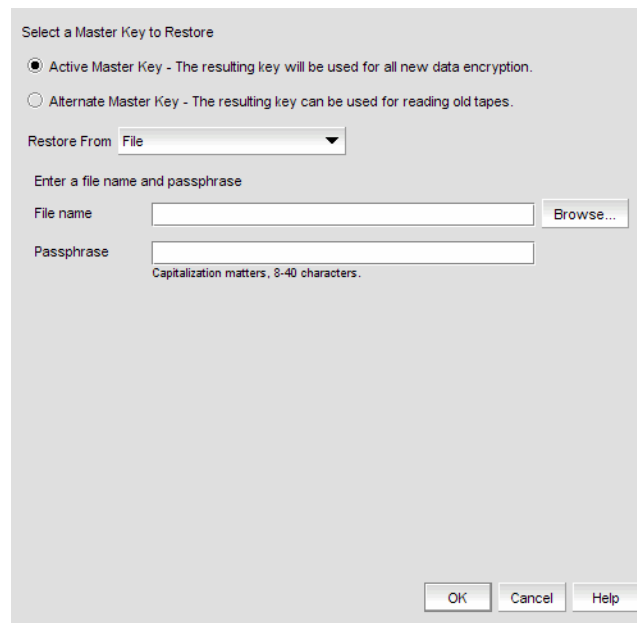 Select a Master Key to Restore
Active Master Key - The resulting key will be used for all new data encryption.
Alternate Master Key - The resulting key can be used for reading old tapes.
Restore From File
Enter a file name and passphrase
File name Browse...
Passphrase
Capitalization matters, 8-40 characters.
OK Cancel Help